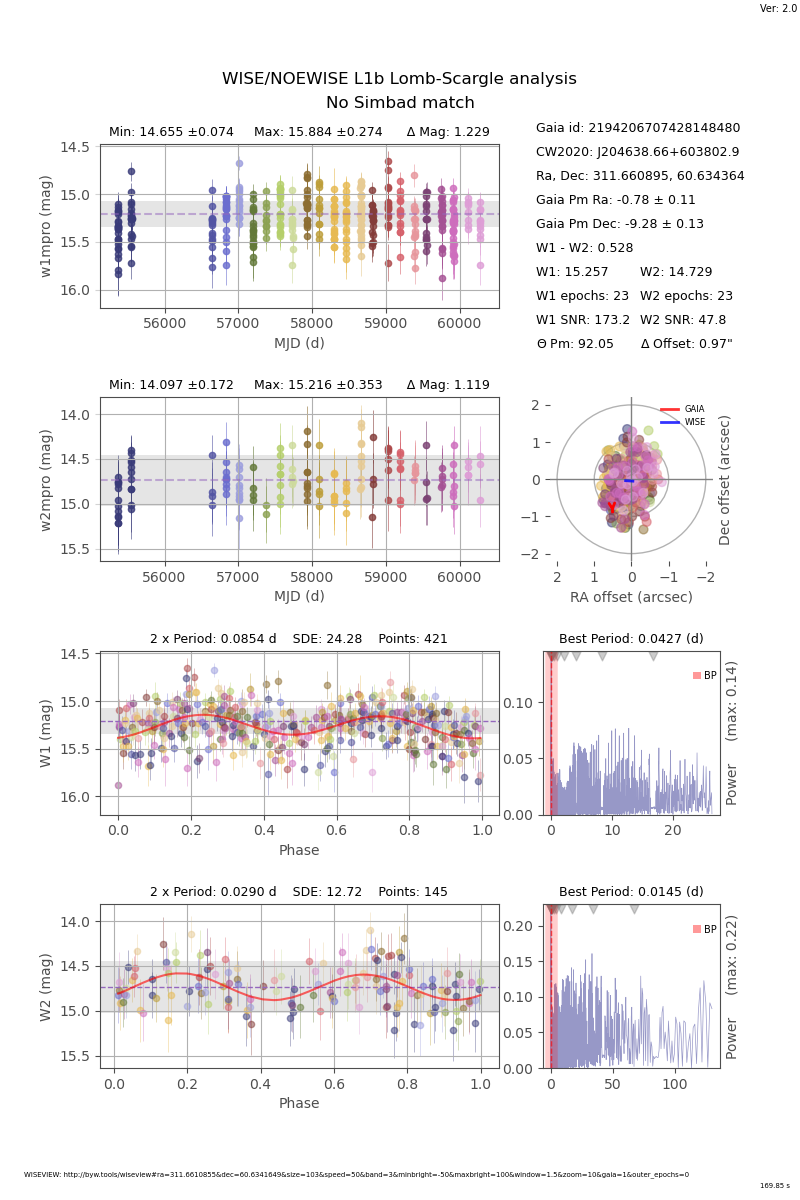 Ver: 2.0
WISE/NOEWISE L1b Lomb-Scargle analysis
No Simbad match
Min: 14.655 ±0.074 Max: 15.884 ±0.274 Δ Mag: 1.229
14.5
15.0
15.5
16.0
w1mpro (mag)
56000 57000 58000 59000 60000
MJD (d)
Gaia id: 2194206707428148480
CW2020: J204638.66+603802.9
Ra, Dec: 311.660895, 60.634364
Gaia Pm Ra: -0.78 ± 0.11
Gaia Pm Dec: -9.28 ± 0.13
W1 - W2: 0.528
W1: 15.257 W2: 14.729
W1 epochs: 23 W2 epochs: 23
W1 SNR: 173.2 W2 SNR: 47.8
Θ Pm: 92.05 Δ Offset: 0.97"
Min: 14.097 ±0.172 Max: 15.216 ±0.353 Δ Mag: 1.119
14.0
14.5
15.0
15.5
w2mpro (mag)
56000 57000 58000 59000 60000
MJD (d)
GAIA
WISE
2
1
0
−1
−2
2 1 0 −1 −2
RA offset (arcsec)
Dec offset (arcsec)
2 x Period: 0.0854 d SDE: 24.28 Points: 421
14.5
15.0
15.5
16.0
W1 (mag)
0.0 0.2 0.4 0.6 0.8 1.0
Phase
Best Period: 0.0427 (d)
BP
0.10
0.05
0.00
0 10 20
Power (max: 0.14)
2 x Period: 0.0290 d SDE: 12.72 Points: 145
14.0
14.5
15.0
15.5
W2 (mag)
0.0 0.2 0.4 0.6 0.8 1.0
Phase
Best Period: 0.0145 (d)
BP
0.20
0.15
0.10
0.05
0.00
0 50 100
Power (max: 0.22)
WISEVIEW: http://byw.tools/wiseview#ra=311.6610855&dec=60.6341649&size=103&speed=50&band=3&minbright=-50&maxbright=100&window=1.5&zoom=10&gaia=1&outer_epochs=0
169.85 s